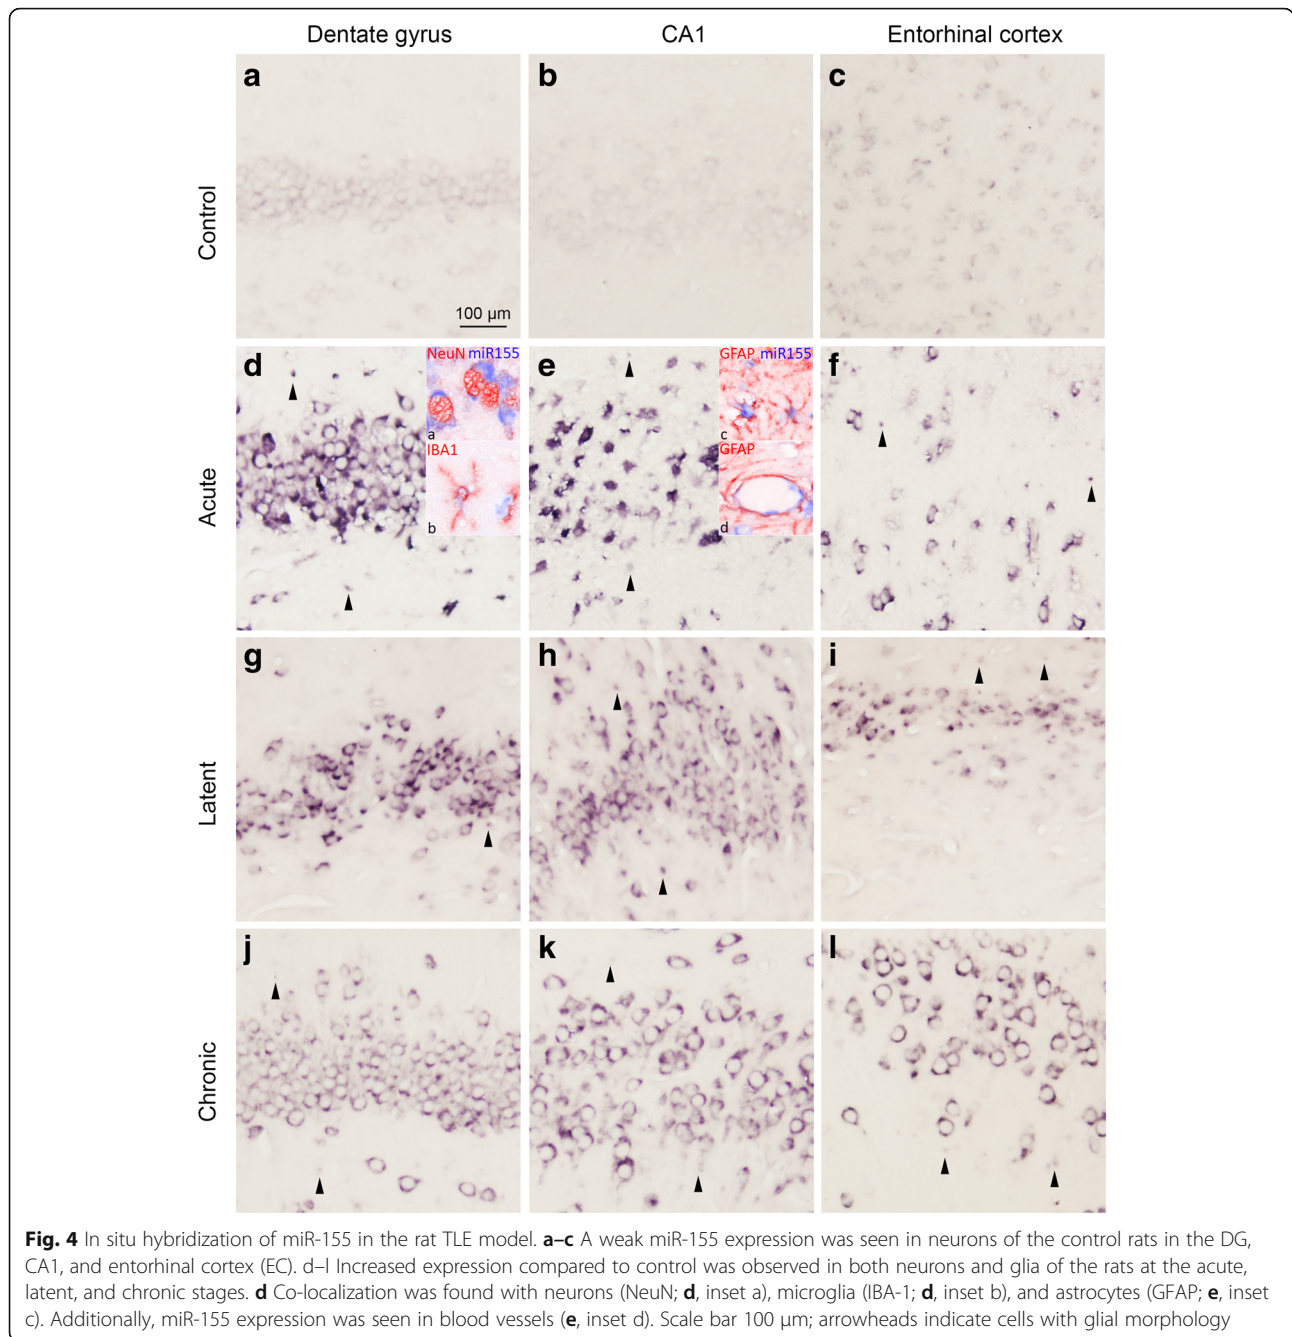 Dentate gyrus CA1 Entorhinal cortex
Control
a b c
100 µm
Acute
d NeuN miR155 e GFAP miR155 f
a c
IBA1 GFAP
b d
Latent
g h i
Chronic
j k l
Fig. 4 In situ hybridization of miR-155 in the rat TLE model. a–c A weak miR-155 expression was seen in neurons of the control rats in the DG,
CA1, and entorhinal cortex (EC). d–l Increased expression compared to control was observed in both neurons and glia of the rats at the acute,
latent, and chronic stages. d Co-localization was found with neurons (NeuN; d, inset a), microglia (IBA-1; d, inset b), and astrocytes (GFAP; e, inset
c). Additionally, miR-155 expression was seen in blood vessels (e, inset d). Scale bar 100 µm; arrowheads indicate cells with glial morphology